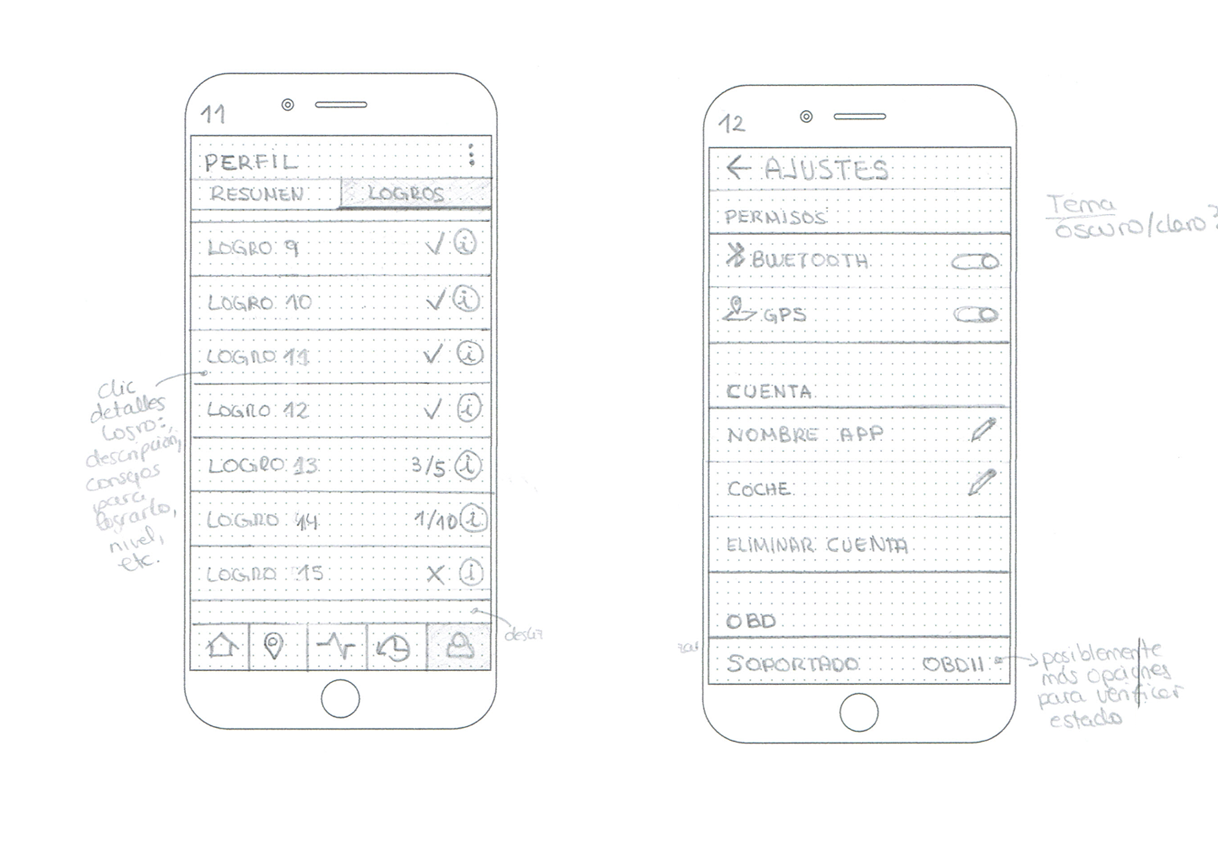 11
PERFIL
RESUMEN LOGROS
LOGRO 9
LOGRO 10
LOGRO 11
LOGRO 12
LOGRO 13 3/5
LOGRO 14 1/10
LOGRO 15
clic
detalles
logro:
descripción,
consejos
para
lograrlo,
nivel,
etc.
12
AJUSTES
PERMISOS
BLUETOOTH
GPS
CUENTA
NOMBRE APP
COCHE
ELIMINAR CUENTA
OBD
SOPORTADO OBDII
Tema
oscuro/claro?
posiblemente
más opciones
para verificar
estado